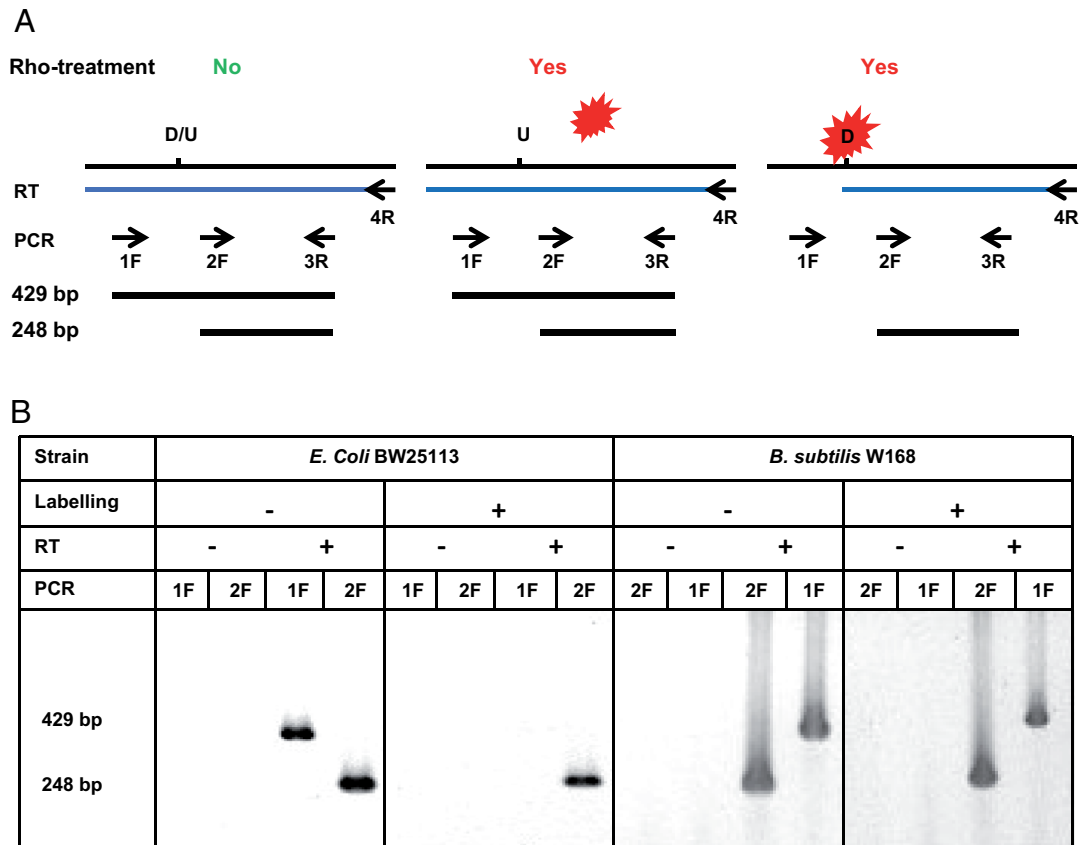 A
Rho-treatment No Yes Yes
D/U U D
RT
4R 4R 4R
PCR
1F 2F 3R 1F 2F 3R 1F 2F 3R
429 bp
248 bp
B
Strain E. Coli BW25113 B. subtilis W168
Labelling - + - +
RT - + - + - + - +
PCR 1F 2F 1F 2F 1F 2F 1F 2F 2F 1F 2F 1F 2F 1F 2F 1F
429 bp
248 bp